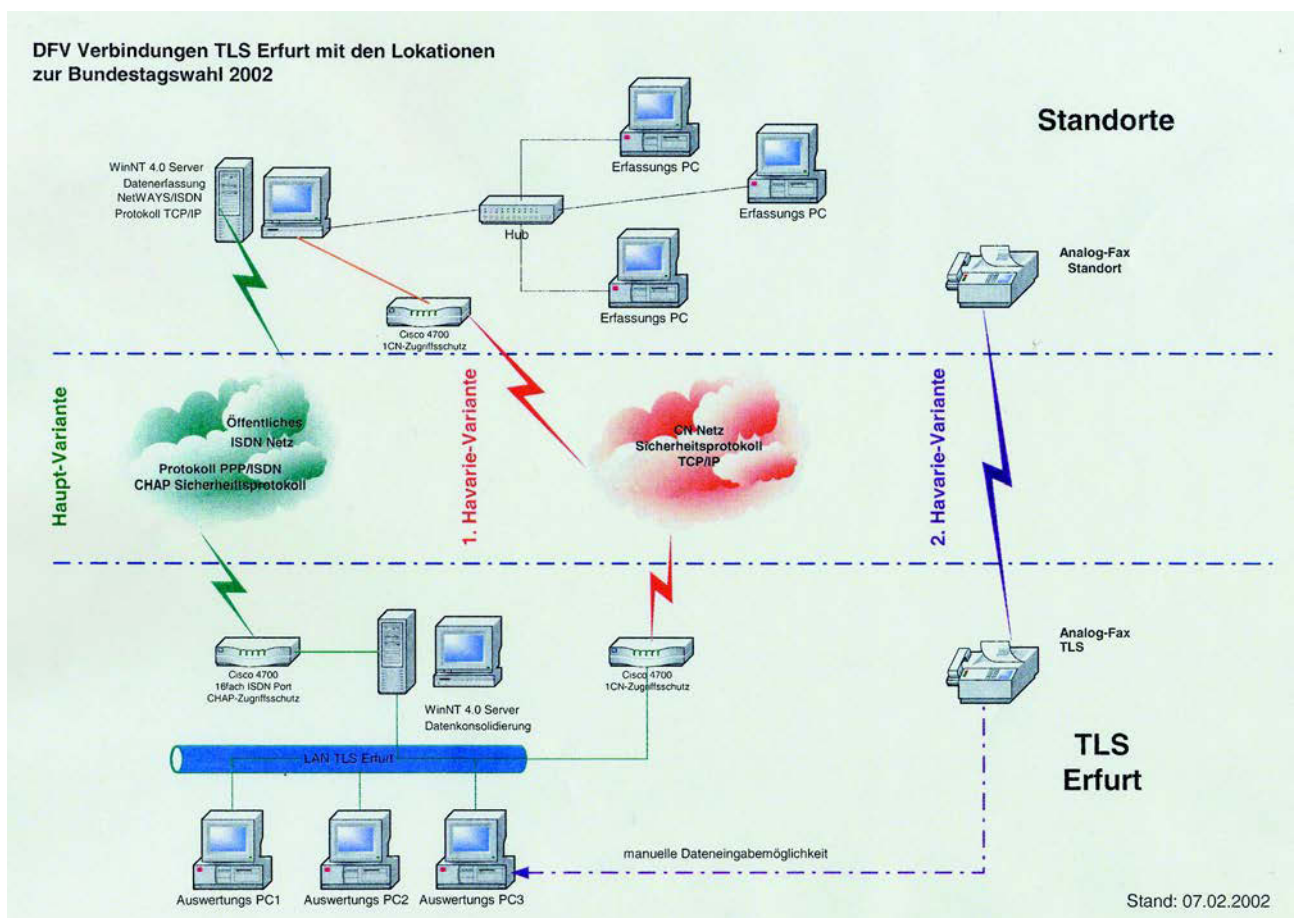 DFV Verbindungen TLS Erfurt mit den Lokationen
zur Bundestagswahl 2002
Standorte
WinNT 4.0 Server
Datenerfassung
NetWAYS/ISDN
Protokoll TCP/IP
Erfassungs PC
Erfassungs PC
Hub
Erfassungs PC
Analog-Fax
Standort
Cisco 4700
1CN-Zugriffsschutz
Haupt-Variante
Öffentliches
ISDN Netz
Protokoll PPP/ISDN
CHAP Sicherheitsprotokoll
1. Havarie-Variante
CN Netz
Sicherheitsprotokoll
TCP/IP
2. Havarie-Variante
Cisco 4700
16fach ISDN Port
CHAP-Zugriffsschutz
WinNT 4.0 Server
Datenkonsolidierung
Cisco 4700
1CN-Zugriffsschutz
Analog-Fax
TLS
LAN TLS Erfurt
TLS
Erfurt
Auswertungs PC1
Auswertungs PC2
Auswertungs PC3
manuelle Dateneingabemöglichkeit
Stand: 07.02.2002